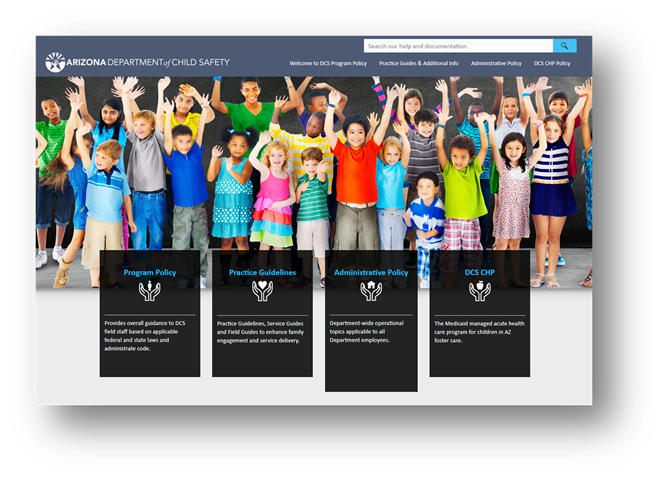 Search our help and documentation
ARIZONA DEPARTMENT of CHILD SAFETY
Welcome to DCS Program Policy Practice Guides & Additional Info Administrative Policy DCS CHP Policy
Program Policy
Provides overall guidance to DCS
field staff based on applicable
federal and state laws and
administrate code.
Practice Guidelines
Practice Guidelines, Service Guides
and Field Guides to enhance family
engagement and service delivery.
Administrative Policy
Department-wide operational
topics applicable to all
Department employees.
DCS CHP
The Medicaid managed acute health
care program for children in AZ
foster care.